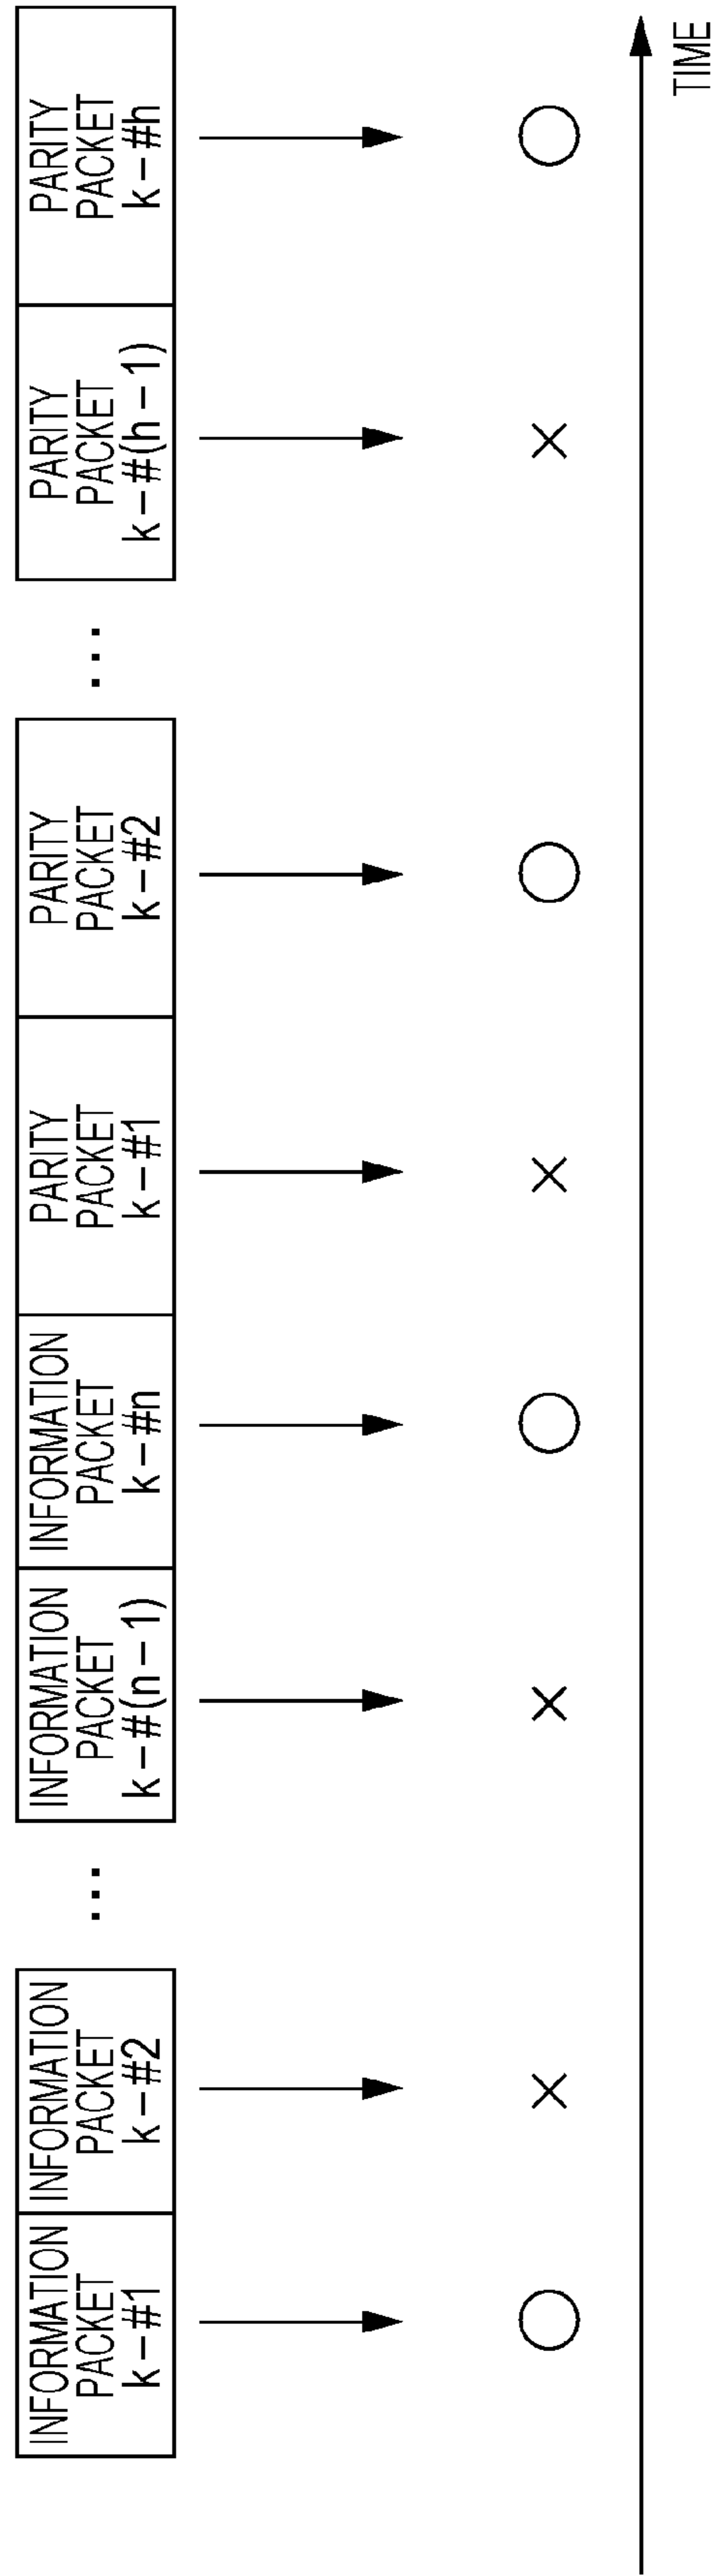 INFORMATION
PACKET
k-#1
INFORMATION
PACKET
k-#2
...
INFORMATION
PACKET
k-#(n-1)
INFORMATION
PACKET
k-#n
PARITY
PACKET
k-#1
PARITY
PACKET
k-#2
...
PARITY
PACKET
k-#(h-1)
PARITY
PACKET
k-#h
TIME